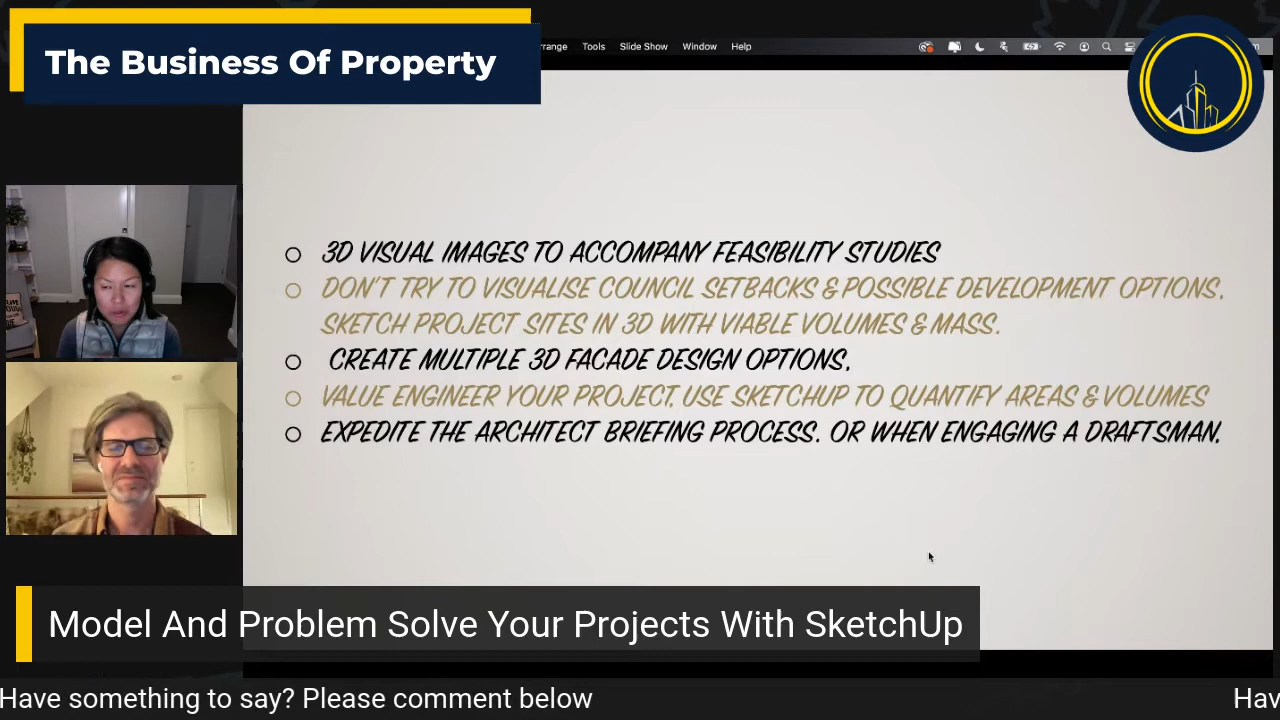 The Business Of Property
Tools Slide Show Window Help
3D VISUAL IMAGES TO ACCOMPANY FEASIBILITY STUDIES
DON'T TRY TO VISUALISE COUNCIL SETBACKS & POSSIBLE DEVELOPMENT OPTIONS.
SKETCH PROJECT SITES IN 3D WITH VIABLE VOLUMES & MASS.
CREATE MULTIPLE 3D FACADE DESIGN OPTIONS.
VALUE ENGINEER YOUR PROJECT. USE SKETCHUP TO QUANTIFY AREAS & VOLUMES
EXPEDITE THE ARCHITECT BRIEFING PROCESS. OR WHEN ENGAGING A DRAFTSMAN.
Model And Problem Solve Your Projects With SketchUp
Have something to say? Please comment below Hav